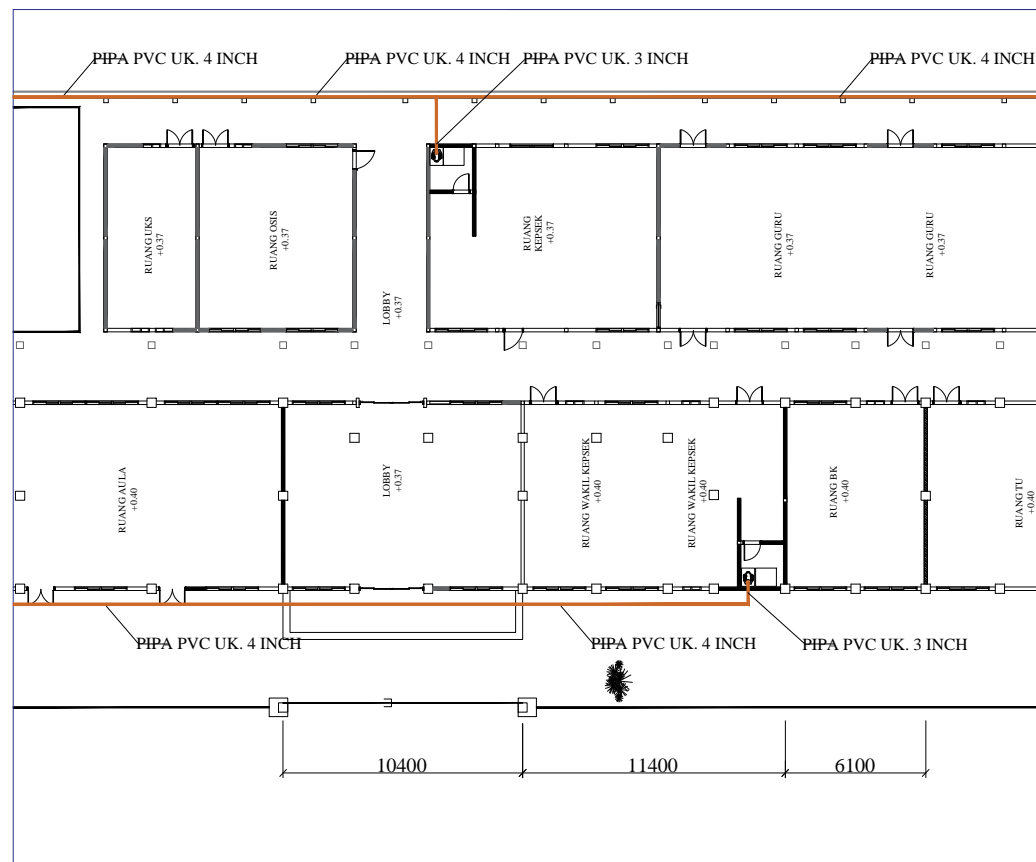 PIPA PVC UK. 4 INCH
PIPA PVC UK. 4 INCH
PIPA PVC UK. 3 INCH
PIPA PVC UK. 4 INCH
RUANG UKS
+0.37
RUANG OSIS
+0.37
LOBBY
+0.37
RUANG
KEPSEK
+0.37
RUANG GURU
+0.37
RUANG GURU
+0.37
RUANG AULA
+0.40
LOBBY
+0.37
RUANG WAKIL KEPSEK
+0.40
RUANG WAKIL KEPSEK
+0.40
RUANG BK
+0.40
RUANG TU
+0.40
PIPA PVC UK. 4 INCH
PIPA PVC UK. 4 INCH
PIPA PVC UK. 3 INCH
10400
11400
6100